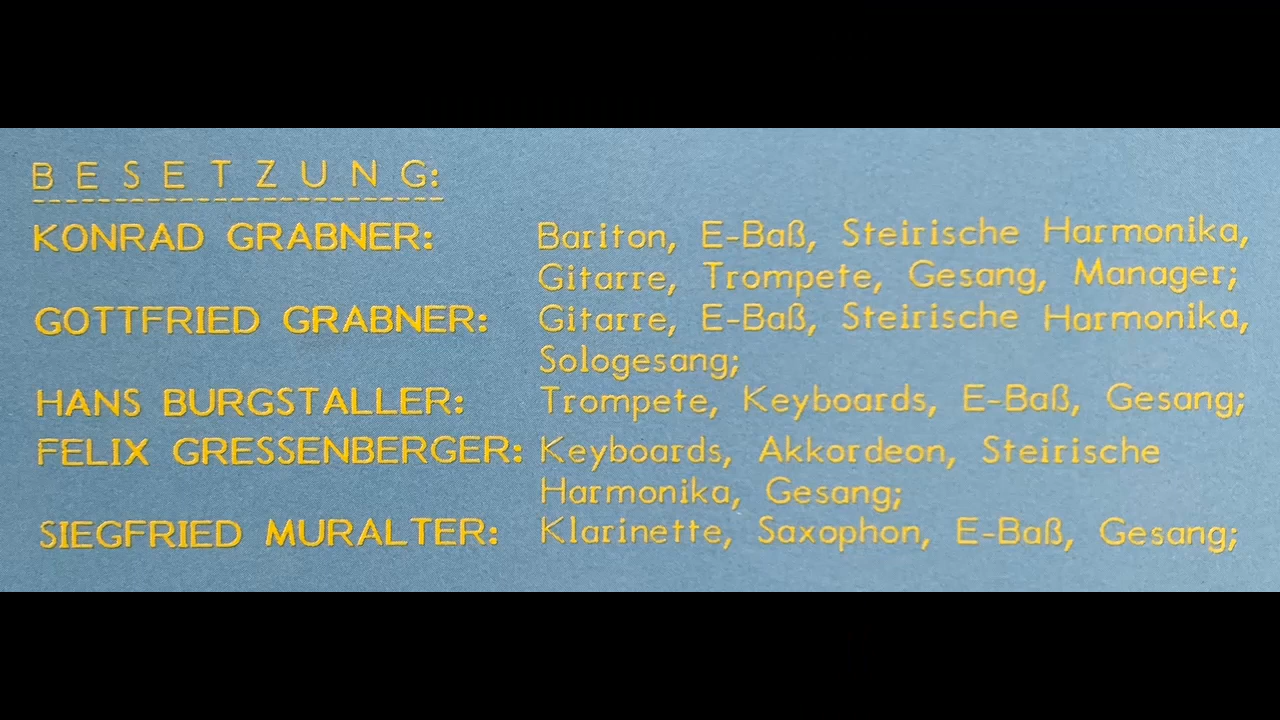 BESETZUNG:
KONRAD GRABNER: Bariton, E-Baß, Steirische Harmonika,
Gitarre, Trompete, Gesang, Manager;
GOTTFRIED GRABNER: Gitarre, E-Baß, Steirische Harmonika,
Sologesang;
HANS BURGSTALLER: Trompete, Keyboards, E-Baß, Gesang;
FELIX GRESSENBERGER: Keyboards, Akkordeon, Steirische
Harmonika, Gesang;
SIEGFRIED MURALTER: Klarinette, Saxophon, E-Baß, Gesang;